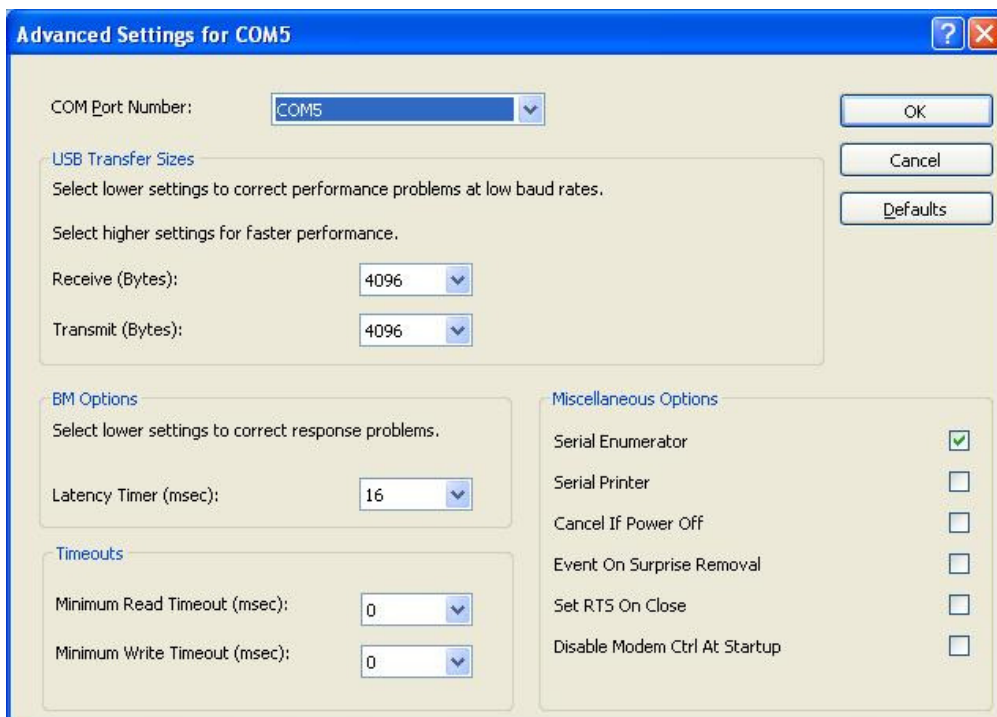 Advanced Settings for COM5
COM Port Number: COM5
OK
USB Transfer Sizes
Cancel
Select lower settings to correct performance problems at low baud rates.
Defaults
Select higher settings for faster performance.
Receive (Bytes): 4096
Transmit (Bytes): 4096
BM Options
Select lower settings to correct response problems.
Latency Timer (msec): 16
Timeouts
Minimum Read Timeout (msec): 0
Minimum Write Timeout (msec): 0
Miscellaneous Options
Serial Enumerator
Serial Printer
Cancel If Power Off
Event On Surprise Removal
Set RTS On Close
Disable Modem Ctrl At Startup